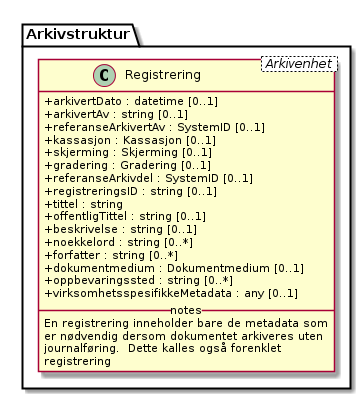 Arkivstruktur
Arkivenhet
C Registrering
+arkivertDato : datetime [0..1]
+arkivertAv : string [0..1]
+referanseArkivertAv : SystemID [0..1]
+kassasjon : Kassasjon [0..1]
+skjerming : Skjerming [0..1]
+gradering : Gradering [0..1]
+referanseArkivdel : SystemID [0..1]
+registreringsID : string [0..1]
+tittel : string
+offentligTittel : string [0..1]
+beskrivelse : string [0..1]
+noekkelord : string [0..*]
+forfatter : string [0..*]
+dokumentmedium : Dokumentmedium [0..1]
+oppbevaringssted : string [0..*]
+virksomhetsspesifikkeMetadata : any [0..1]
notes
En registrering inneholder bare de metadata som
er nødvendig dersom dokumentet arkiveres uten
journalføring.  Dette kalles også forenklet
registrering